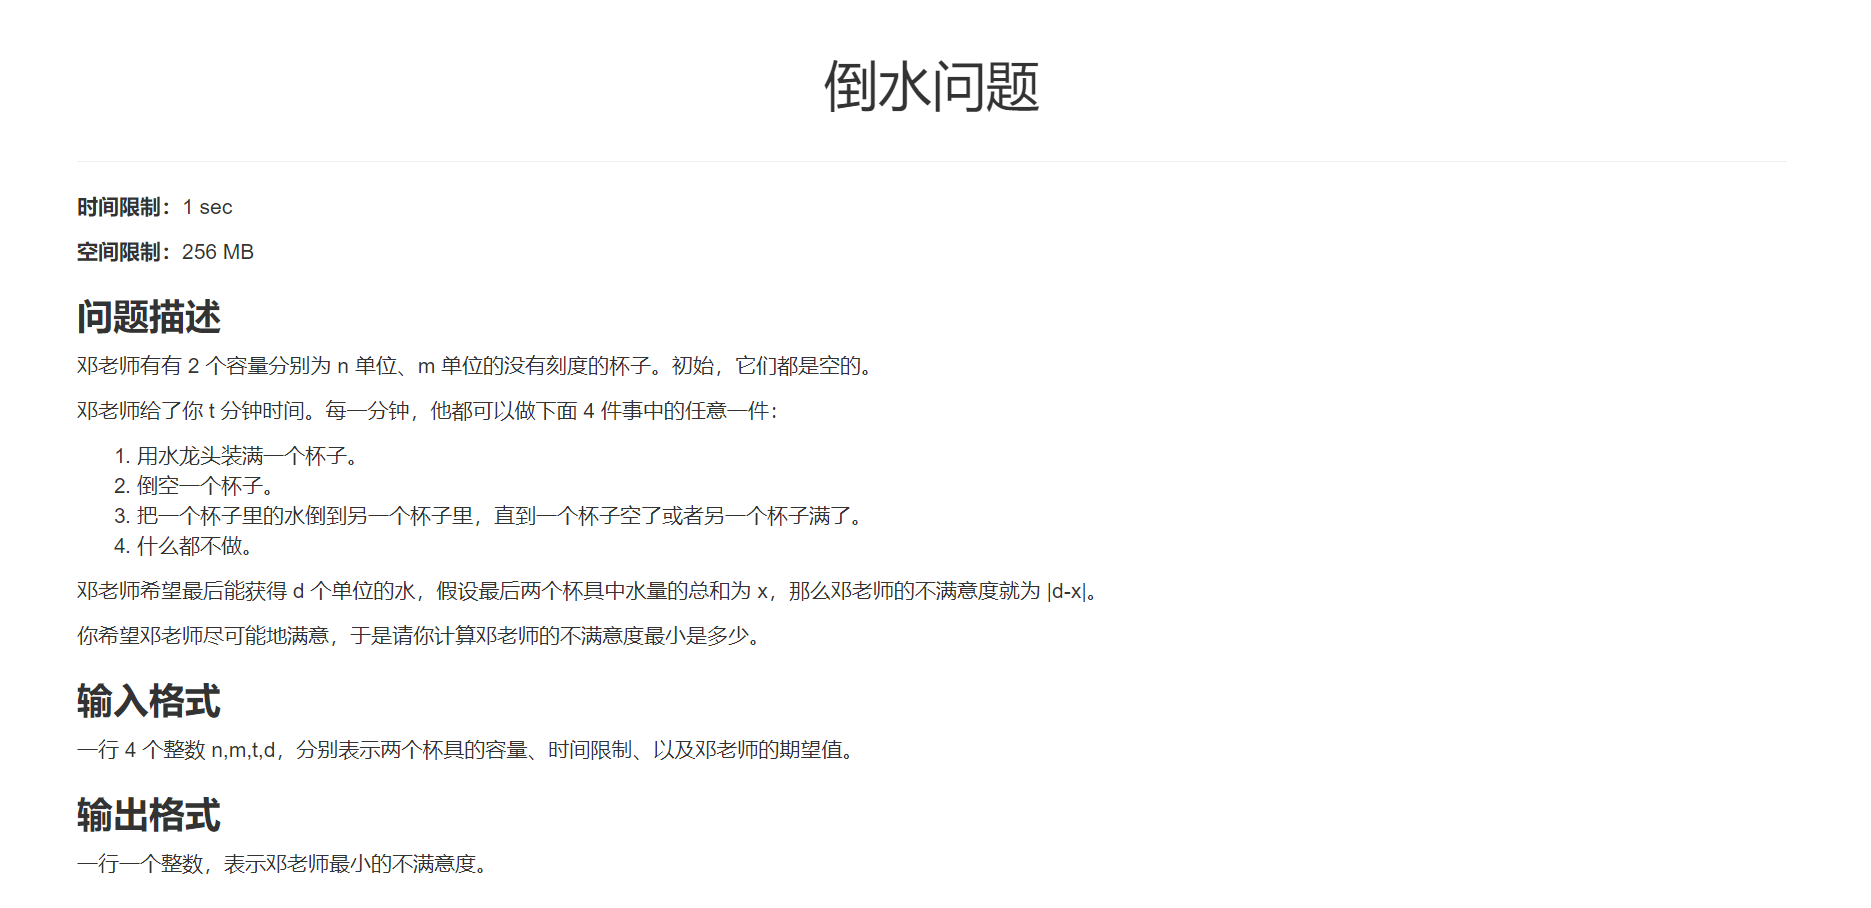 倒水问题
时间限制：1 sec
空间限制：256 MB
问题描述
邓老师有有 2 个容量分别为 n 单位、m 单位的没有刻度的杯子。初始，它们都是空的。
邓老师给了你 t 分钟时间。每一分钟，他都可以做下面 4 件事中的任意一件：
1. 用水龙头装满一个杯子。
2. 倒空一个杯子。
3. 把一个杯子里的水倒到另一个杯子里，直到一个杯子空了或者另一个杯子满了。
4. 什么都不做。
邓老师希望最后能获得 d 个单位的水，假设最后两个杯具中水量的总和为 x，那么邓老师的不满意度就为 |d-x|。
你希望邓老师尽可能地满意，于是请你计算邓老师的不满意度最小是多少。
输入格式
一行 4 个整数 n,m,t,d，分别表示两个杯具的容量、时间限制、以及邓老师的期望值。
输出格式
一行一个整数，表示邓老师最小的不满意度。